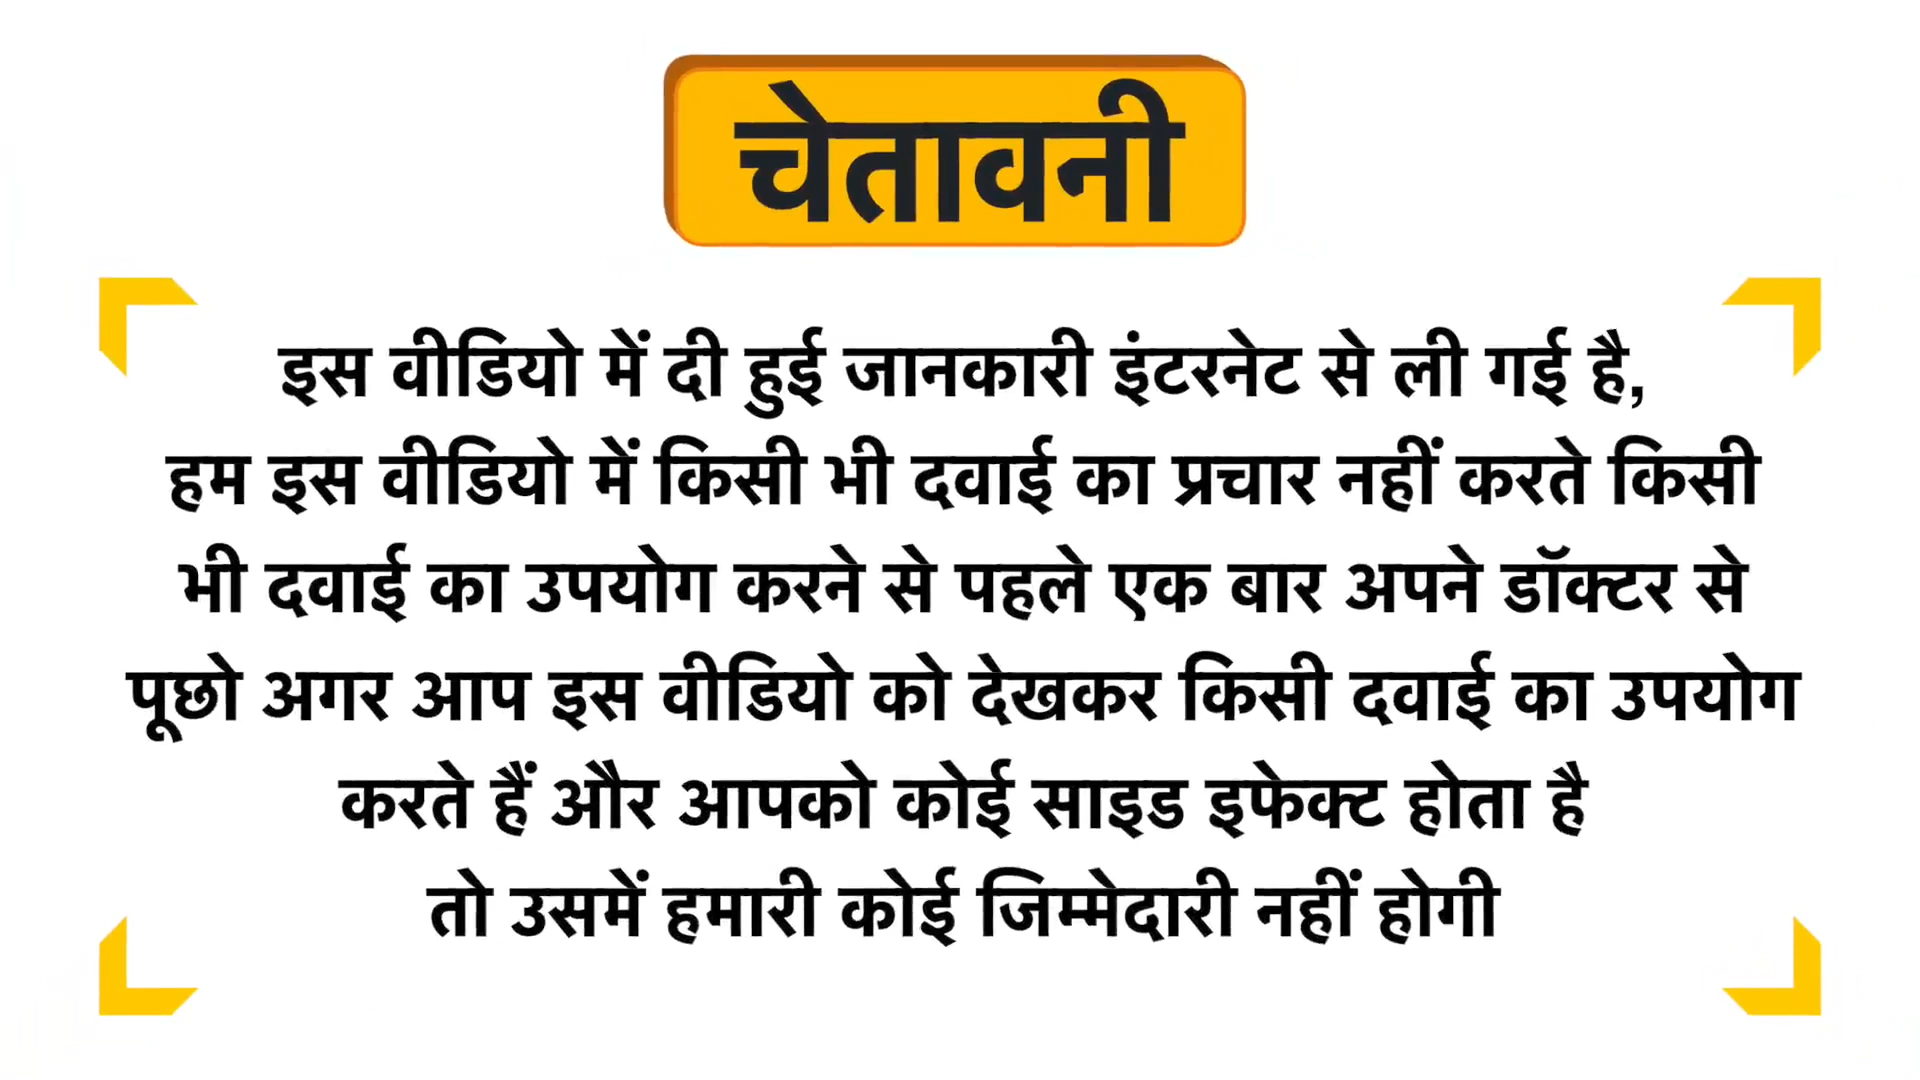 चेतावनी
इस वीडियो में दी हुई जानकारी इंटरनेट से ली गई है,
हम इस वीडियो में किसी भी दवाई का प्रचार नहीं करते किसी
भी दवाई का उपयोग करने से पहले एक बार अपने डॉक्टर से
पूछो अगर आप इस वीडियो को देखकर किसी दवाई का उपयोग
करते हैं और आपको कोई साइड इफेक्ट होता है
तो उसमें हमारी कोई जिम्मेदारी नहीं होगी